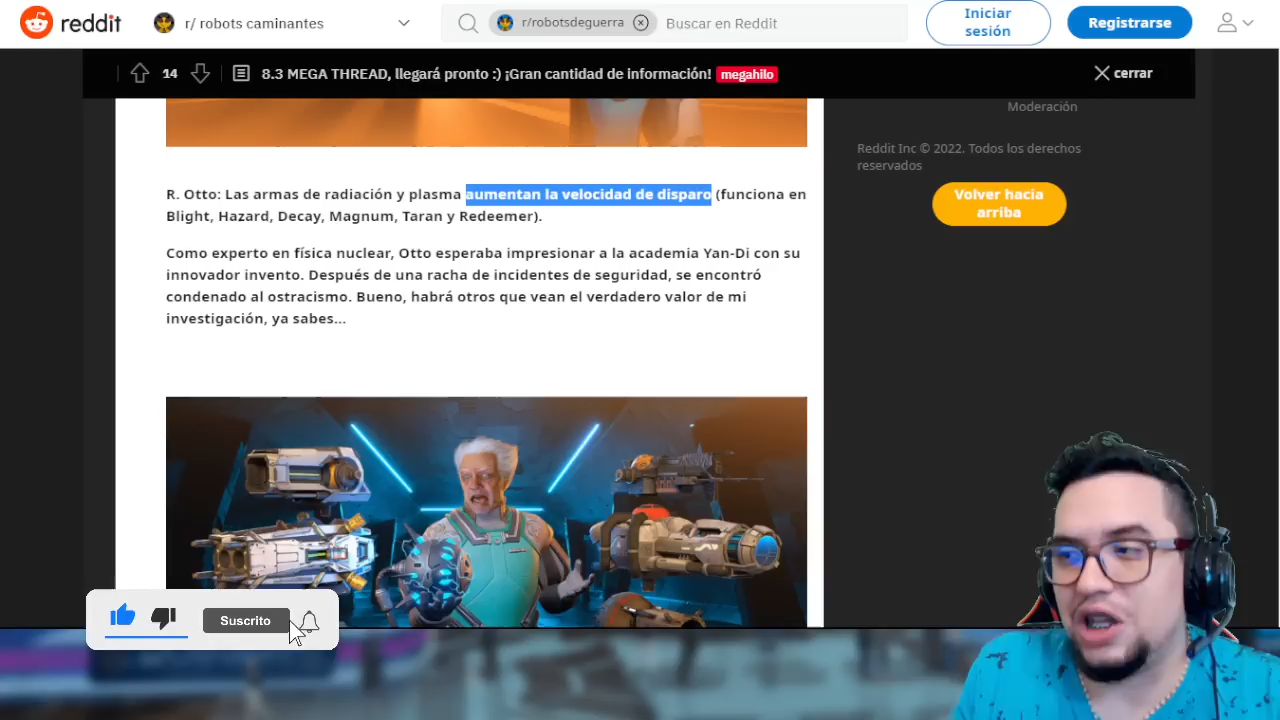 reddit
r/ robots caminantes
r/robotsdeguerra
Buscar en Reddit
Iniciar
sesión
Registrarse
14
8.3 MEGA THREAD, llegará pronto :) ¡Gran cantidad de información! megahilo
cerrar
Moderación
Reddit Inc © 2022. Todos los derechos
reservados
Volver hacia
arriba
R. Otto: Las armas de radiación y plasma aumentan la velocidad de disparo (funciona en
Blight, Hazard, Decay, Magnum, Taran y Redeemer).
Como experto en física nuclear, Otto esperaba impresionar a la academia Yan-Di con su
innovador invento. Después de una racha de incidentes de seguridad, se encontró
condenado al ostracismo. Bueno, habrá otros que vean el verdadero valor de mi
investigación, ya sabes...
Suscrito